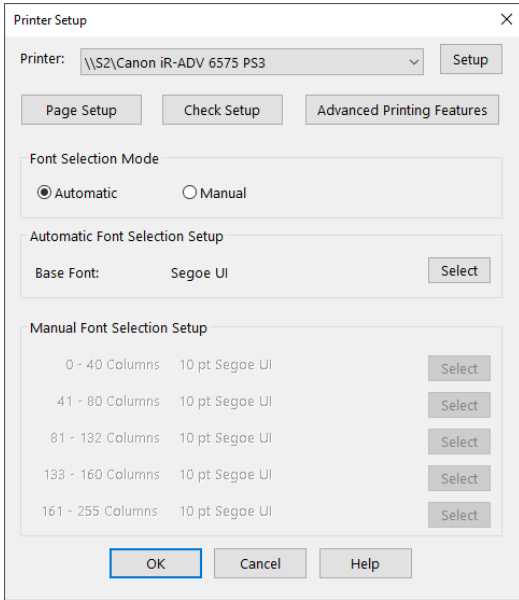 Printer Setup
Printer: \\S2\Canon iR-ADV 6575 PS3 Setup
Page Setup Check Setup Advanced Printing Features
Font Selection Mode
Automatic Manual
Automatic Font Selection Setup
Base Font: Segoe UI Select
Manual Font Selection Setup
0 - 40 Columns 10 pt Segoe UI Select
41 - 80 Columns 10 pt Segoe UI Select
81 - 132 Columns 10 pt Segoe UI Select
133 - 160 Columns 10 pt Segoe UI Select
161 - 255 Columns 10 pt Segoe UI Select
OK Cancel Help